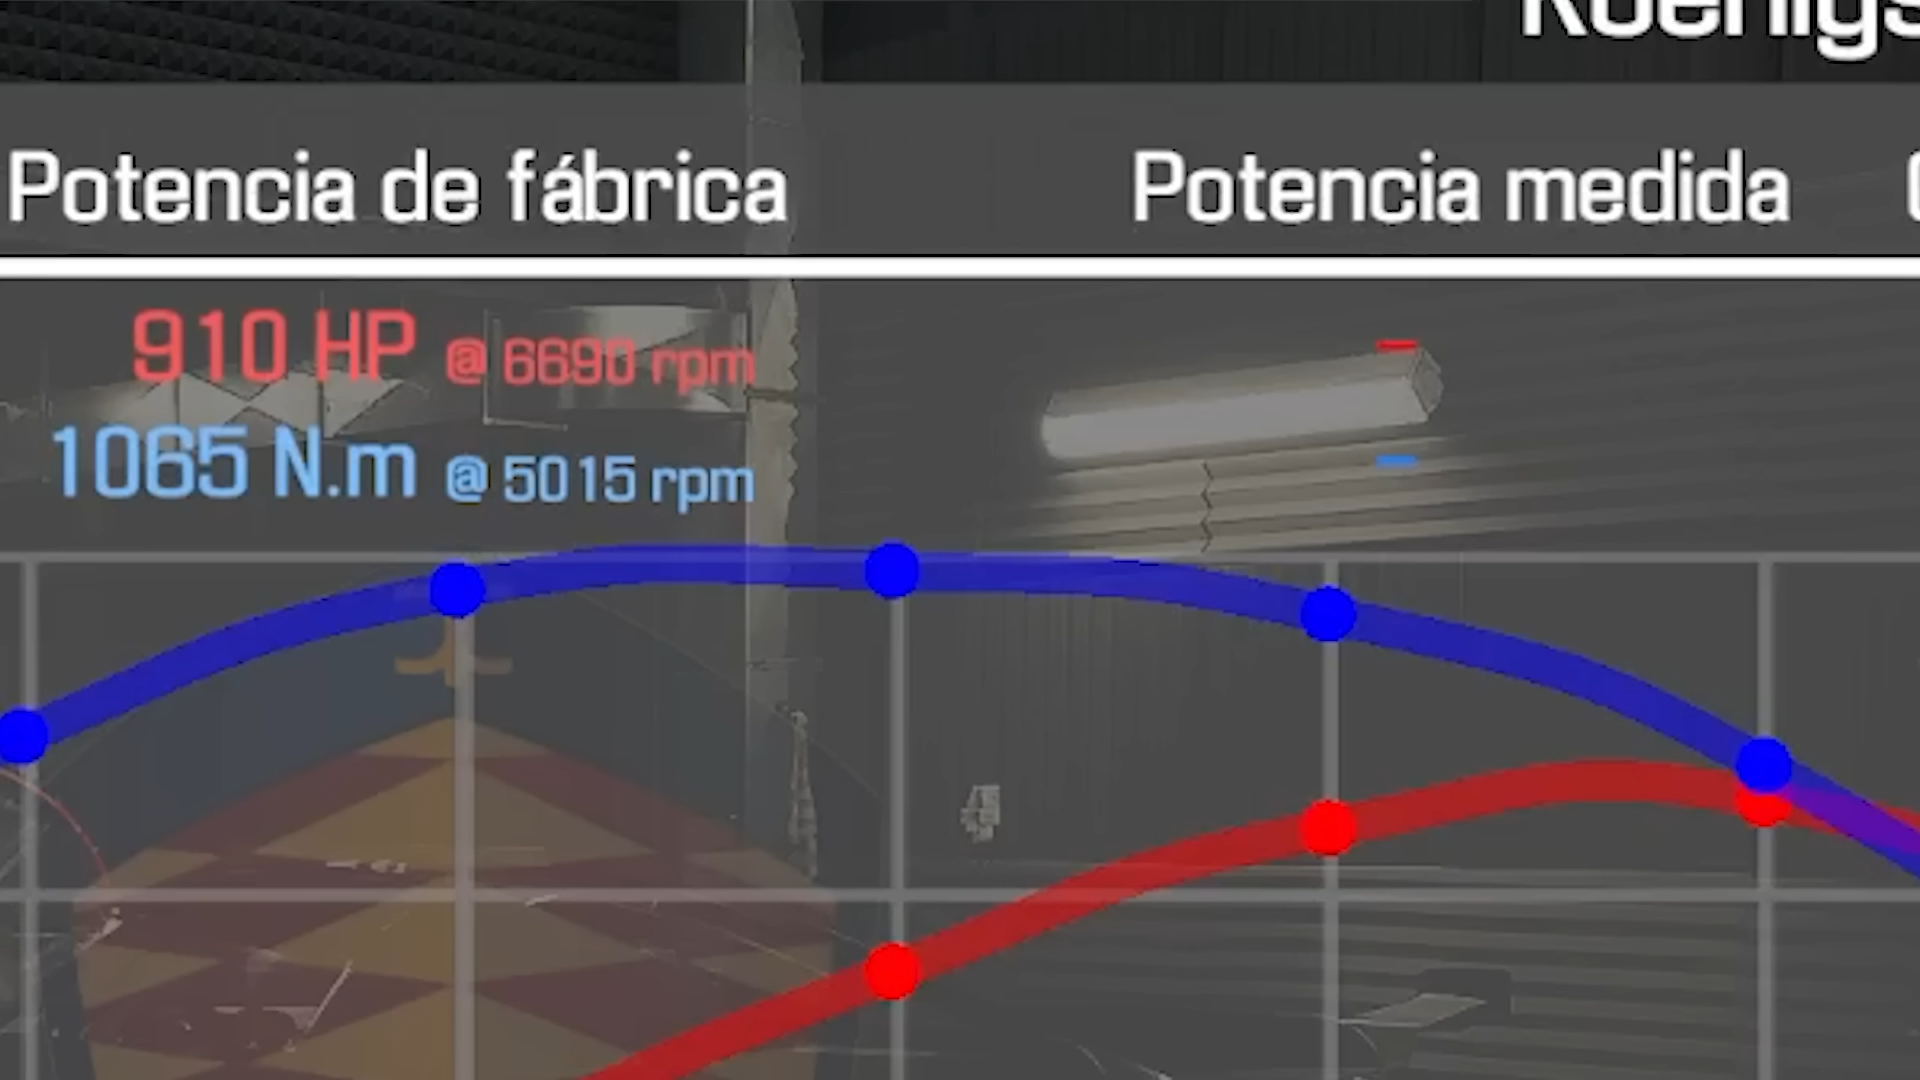 Potencia de fábrica
Potencia medida
910 HP @ 6690 rpm
1065 N.m @ 5015 rpm